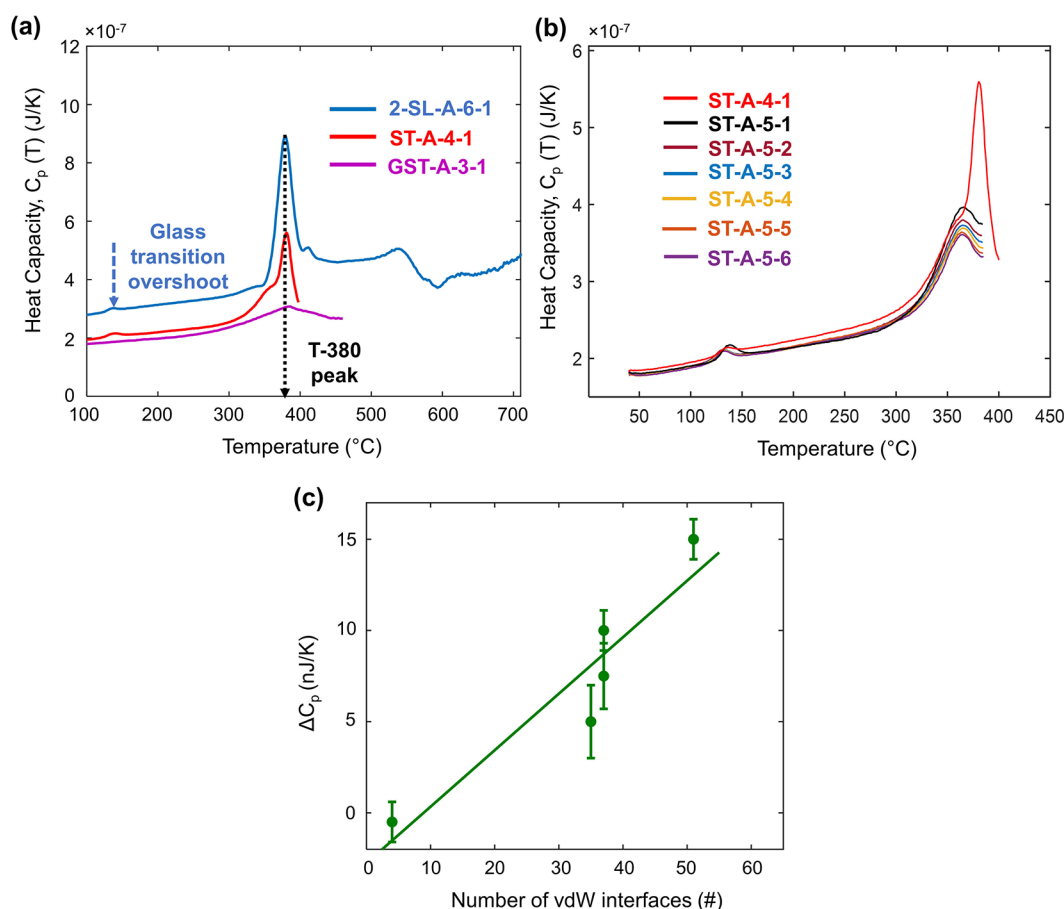 (a)
×10⁻⁷
12
10
8
6
4
2
0
100
200
300
400
500
600
700
Heat Capacity, Cp (T) (J/K)
Temperature (°C)
2-SL-A-6-1
ST-A-4-1
GST-A-3-1
Glass
transition
overshoot
T-380
peak
(b)
×10⁻⁷
6
5
4
3
2
50
100
150
200
250
300
350
400
450
Heat Capacity, Cp (T) (J/K)
Temperature (°C)
ST-A-4-1
ST-A-5-1
ST-A-5-2
ST-A-5-3
ST-A-5-4
ST-A-5-5
ST-A-5-6
(c)
15
10
5
0
0
10
20
30
40
50
60
ΔCp (nJ/K)
Number of vdW interfaces (#)